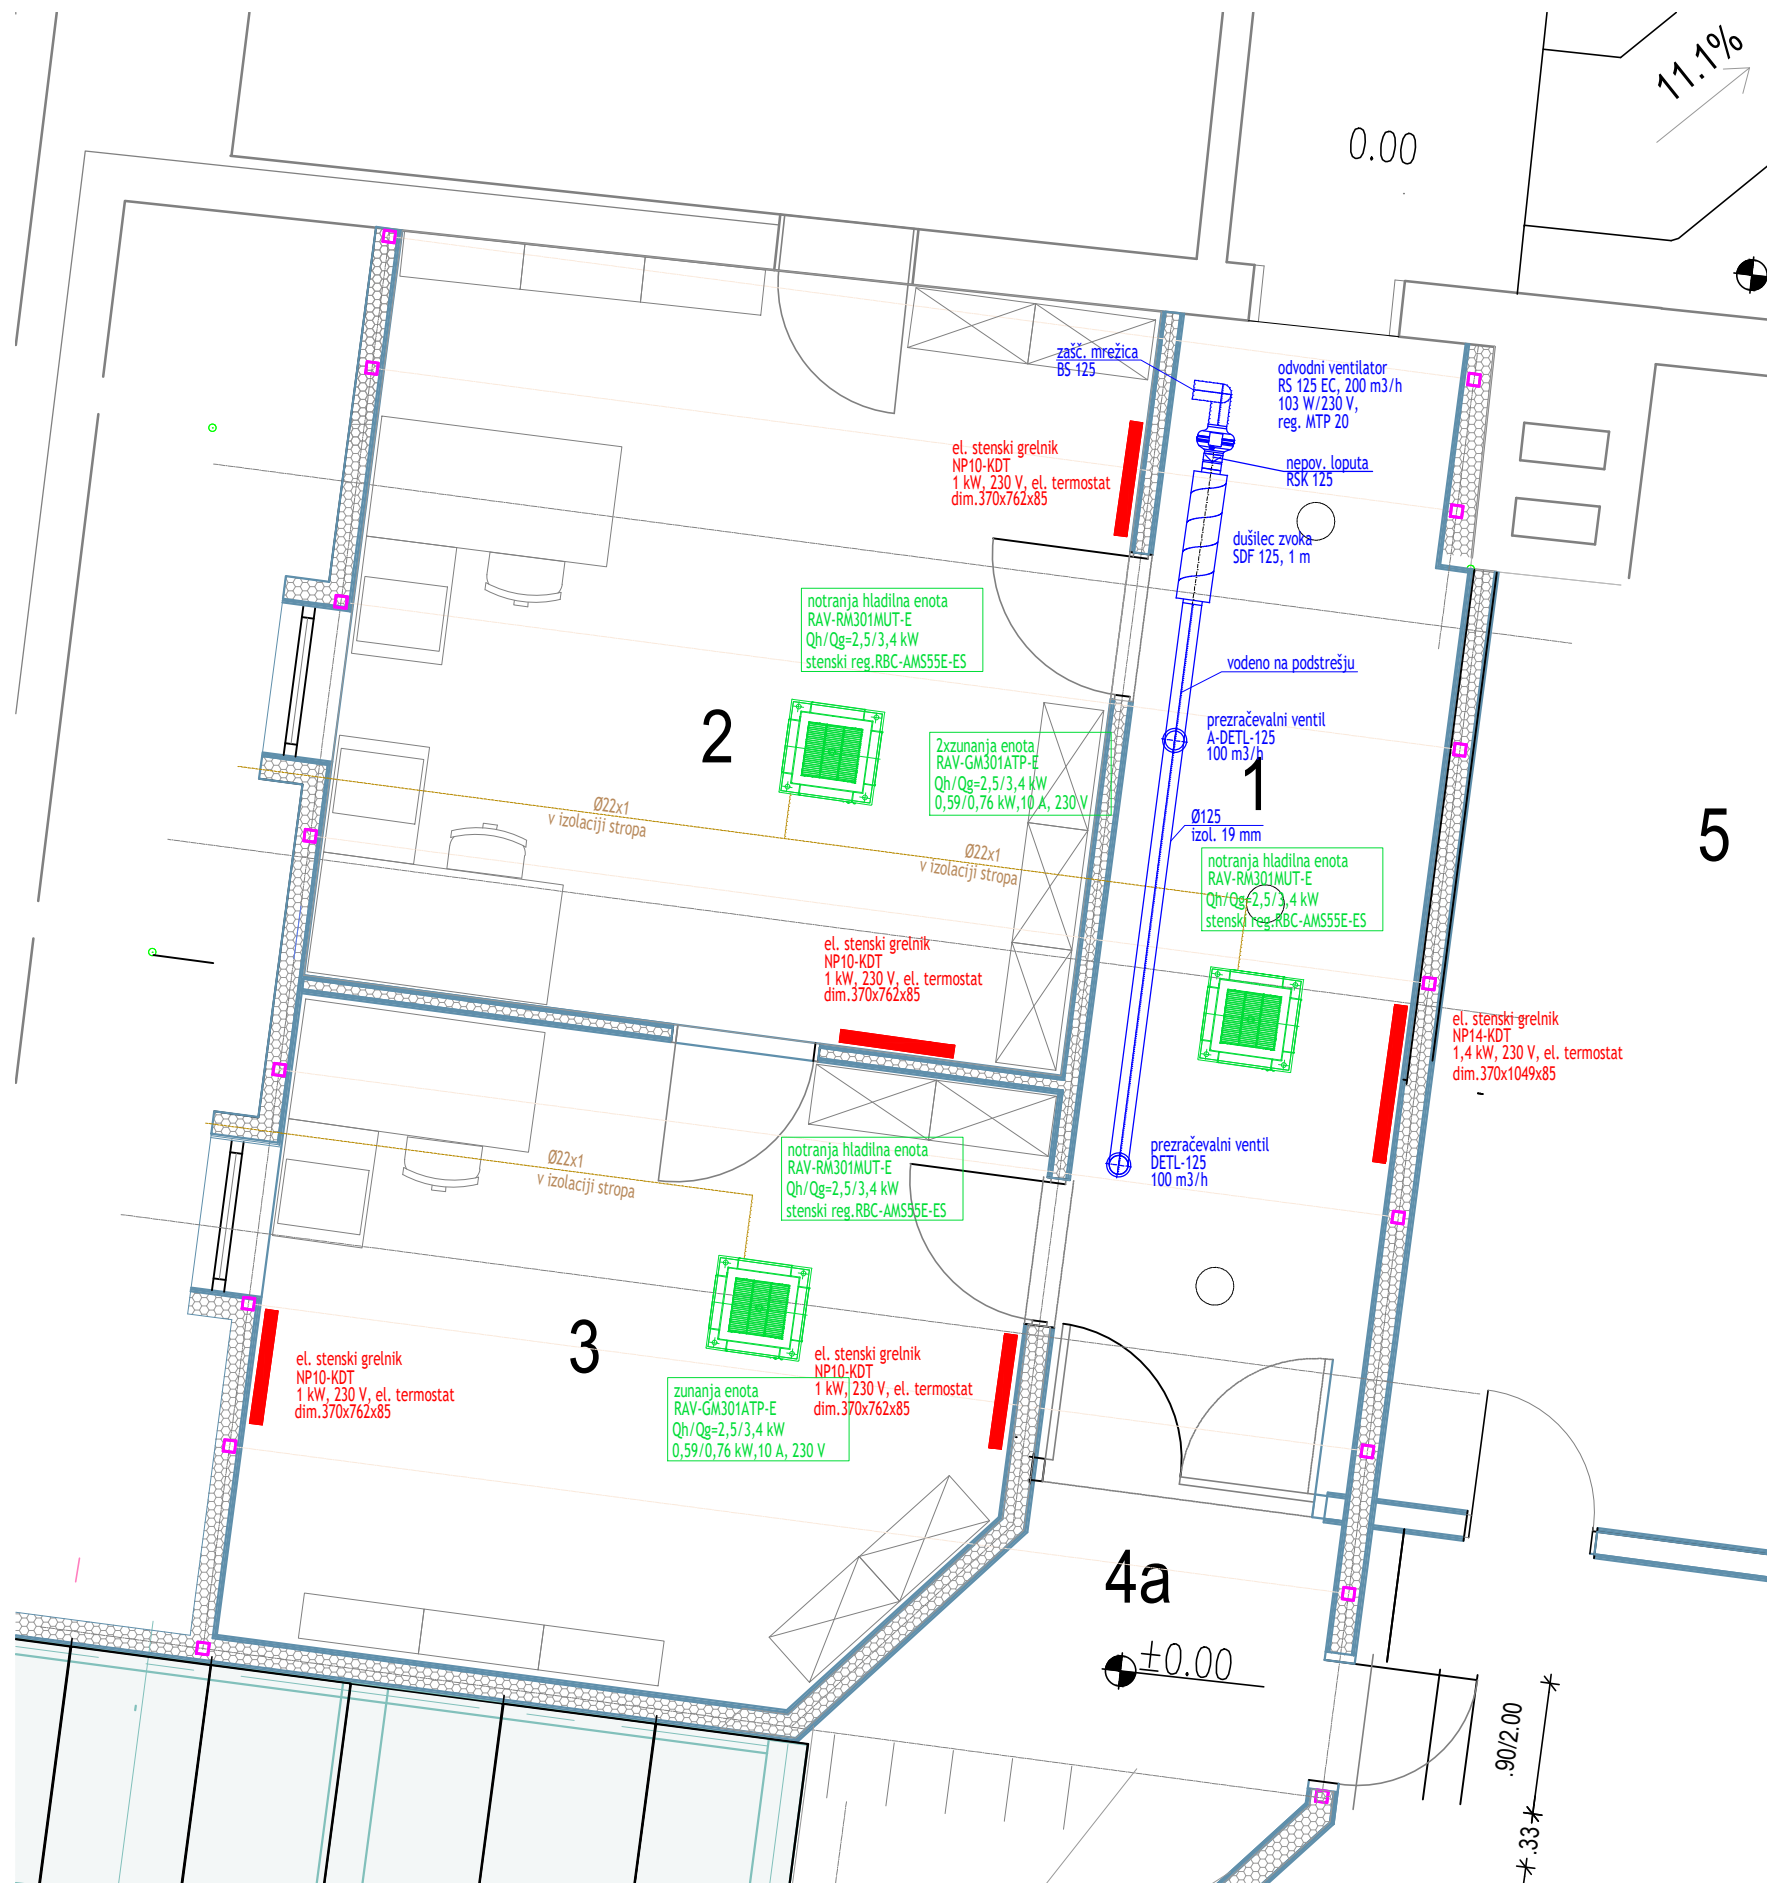 11.1%
0.00
zašč. mrežica
BS 125
odvodni ventilator
RS 125 EC, 200 m3/h
103 W/230 V,
reg. MTP 20
el. stenski grelnik
NP10-KDT
1 kW, 230 V, el. termostat
dim.370x762x85
nepov. loputa
RSK 125
dušilec zvoka
SDF 125, 1 m
notranja hladilna enota
RAV-RM301MUT-E
Qh/Qg=2,5/3,4 kW
stenski reg.RBC-AMS55E-ES
vodeno na podstrešju
2
prezračevalni ventil
A-DETL-125
100 m3/h
2xzunanja enota
RAV-GM301ATP-E
Qh/Qg=2,5/3,4 kW
0,59/0,76 kW,10 A, 230 V
1
Ø22x1
v izolaciji stropa
Ø125
izol. 19 mm
5
Ø22x1
v izolaciji stropa
notranja hladilna enota
RAV-RM301MUT-E
Qh/Qg=2,5/3,4 kW
stenski reg.RBC-AMS55E-ES
el. stenski grelnik
NP10-KDT
1 kW, 230 V, el. termostat
dim.370x762x85
el. stenski grelnik
NP14-KDT
1,4 kW, 230 V, el. termostat
dim.370x1049x85
prezračevalni ventil
DETL-125
100 m3/h
notranja hladilna enota
RAV-RM301MUT-E
Qh/Qg=2,5/3,4 kW
stenski reg.RBC-AMS55E-ES
Ø22x1
v izolaciji stropa
3
el. stenski grelnik
NP10-KDT
1 kW, 230 V, el. termostat
dim.370x762x85
el. stenski grelnik
NP10-KDT
1 kW, 230 V, el. termostat
dim.370x762x85
zunanja enota
RAV-GM301ATP-E
Qh/Qg=2,5/3,4 kW
0,59/0,76 kW,10 A, 230 V
4a
±0.00
.90/2.00
.33